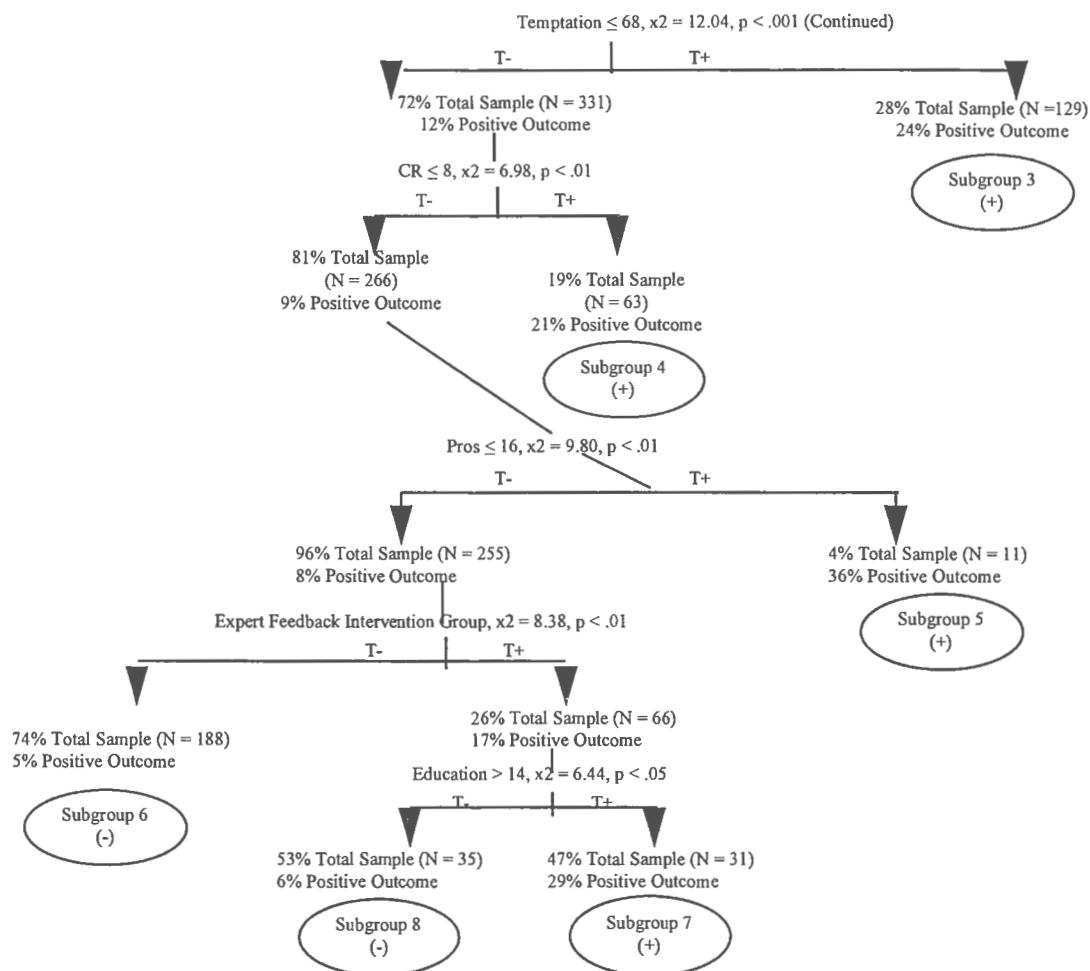 Temptation ≤ 68, x2 = 12.04, p < .001 (Continued)
T-
T+
72% Total Sample (N = 331)
12% Positive Outcome
28% Total Sample (N =129)
24% Positive Outcome
Subgroup 3
(+)
CR ≤ 8, x2 = 6.98, p < .01
T-
T+
81% Total Sample
(N = 266)
9% Positive Outcome
19% Total Sample
(N = 63)
21% Positive Outcome
Subgroup 4
(+)
Pros ≤ 16, x2 = 9.80, p < .01
T-
T+
96% Total Sample (N = 255)
8% Positive Outcome
4% Total Sample (N = 11)
36% Positive Outcome
Subgroup 5
(+)
Expert Feedback Intervention Group, x2 = 8.38, p < .01
T-
T+
74% Total Sample (N = 188)
5% Positive Outcome
Subgroup 6
(-)
26% Total Sample (N = 66)
17% Positive Outcome
Education > 14, x2 = 6.44, p < .05
T-
T+
53% Total Sample (N = 35)
6% Positive Outcome
Subgroup 8
(-)
47% Total Sample (N = 31)
29% Positive Outcome
Subgroup 7
(+)